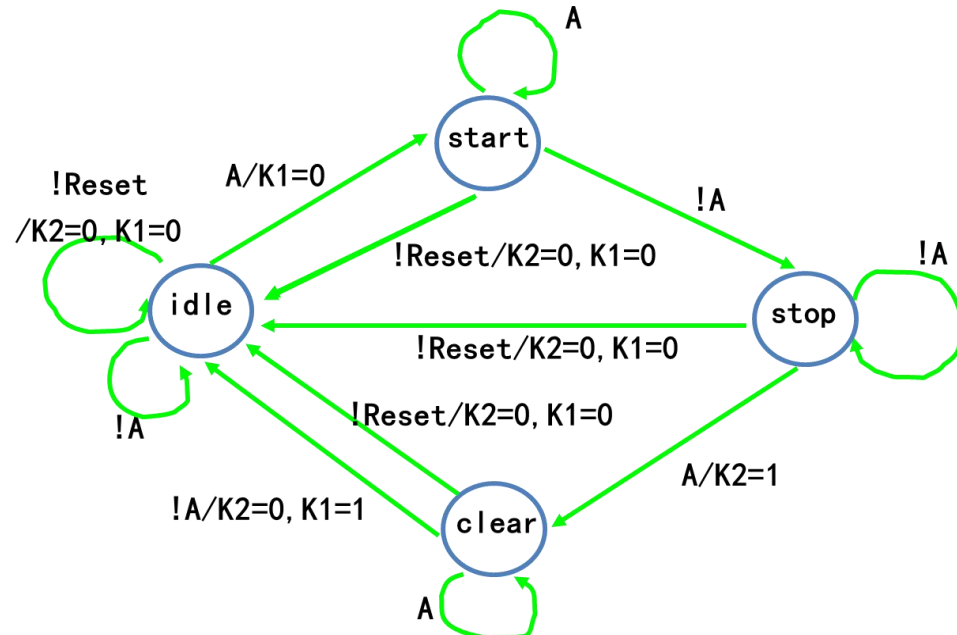 A
start
A/K1=0
!Reset
/K2=0,K1=0
!A
!Reset/K2=0,K1=0
!A
idle
stop
!Reset/K2=0,K1=0
!Reset/K2=0,K1=0
!A
A/K2=1
!A/K2=0,K1=1
clear
A